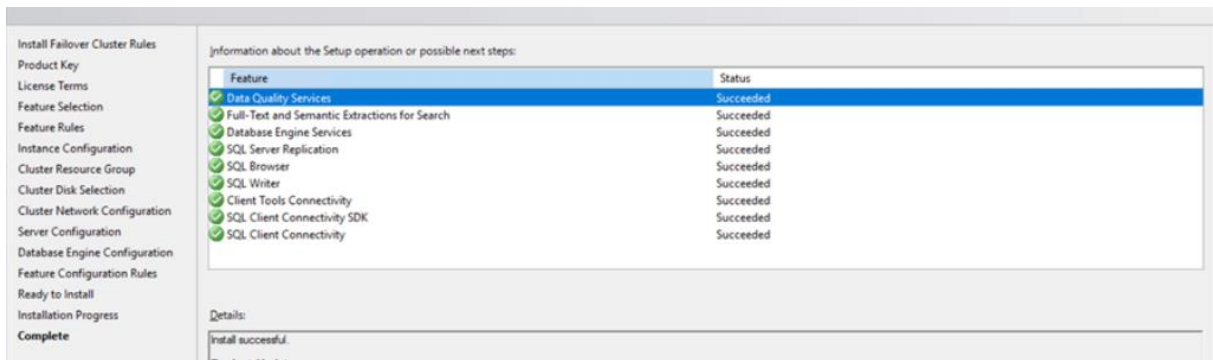 Install Failover Cluster Rules
Product Key
License Terms
Feature Selection
Feature Rules
Instance Configuration
Cluster Resource Group
Cluster Disk Selection
Cluster Network Configuration
Server Configuration
Database Engine Configuration
Feature Configuration Rules
Ready to Install
Installation Progress
Complete
Information about the Setup operation or possible next steps:
Feature Status
Data Quality Services Succeeded
Full-Text and Semantic Extractions for Search Succeeded
Database Engine Services Succeeded
SQL Server Replication Succeeded
SQL Browser Succeeded
SQL Writer Succeeded
Client Tools Connectivity Succeeded
SQL Client Connectivity SDK Succeeded
SQL Client Connectivity Succeeded
Details:
Install successful.